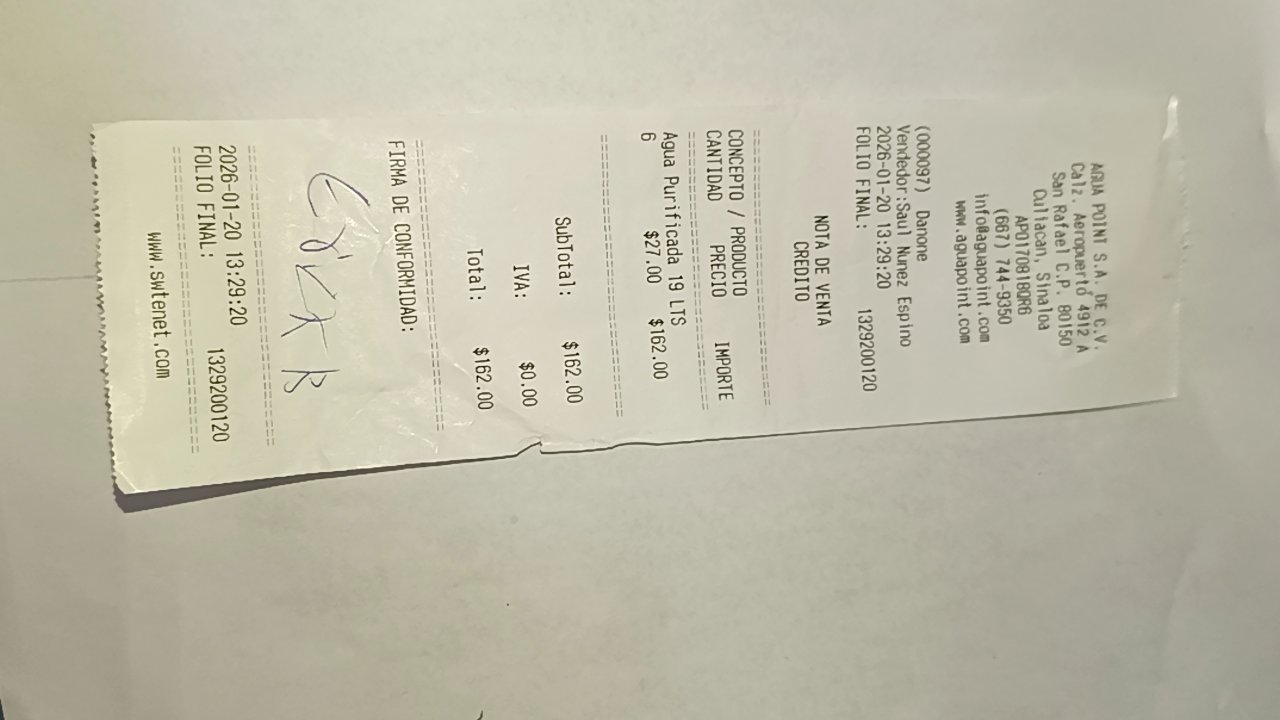 AGUA POINT S.A. DE C.V.
Calz. Aeropuerto 4912 A
San Rafael C.P. 80150
Culiacan, Sinaloa
APO170818QR6
(667) 744-9350
info@aguapoint.com
www.aguapoint.com
(000097) Danone
Vendedor:Saul Nunez Espino
2026-01-20 13:29:20
FOLIO FINAL: 1329200120
NOTA DE VENTA
CREDITO
CONCEPTO / PRODUCTO
CANTIDAD PRECIO IMPORTE
Agua Purificada 19 LTS
6 $27.00 $162.00
SubTotal: $162.00
IVA: $0.00
Total: $162.00
FIRMA DE CONFORMIDAD:
2026-01-20 13:29:20
FOLIO FINAL: 1329200120
www.swtenet.com